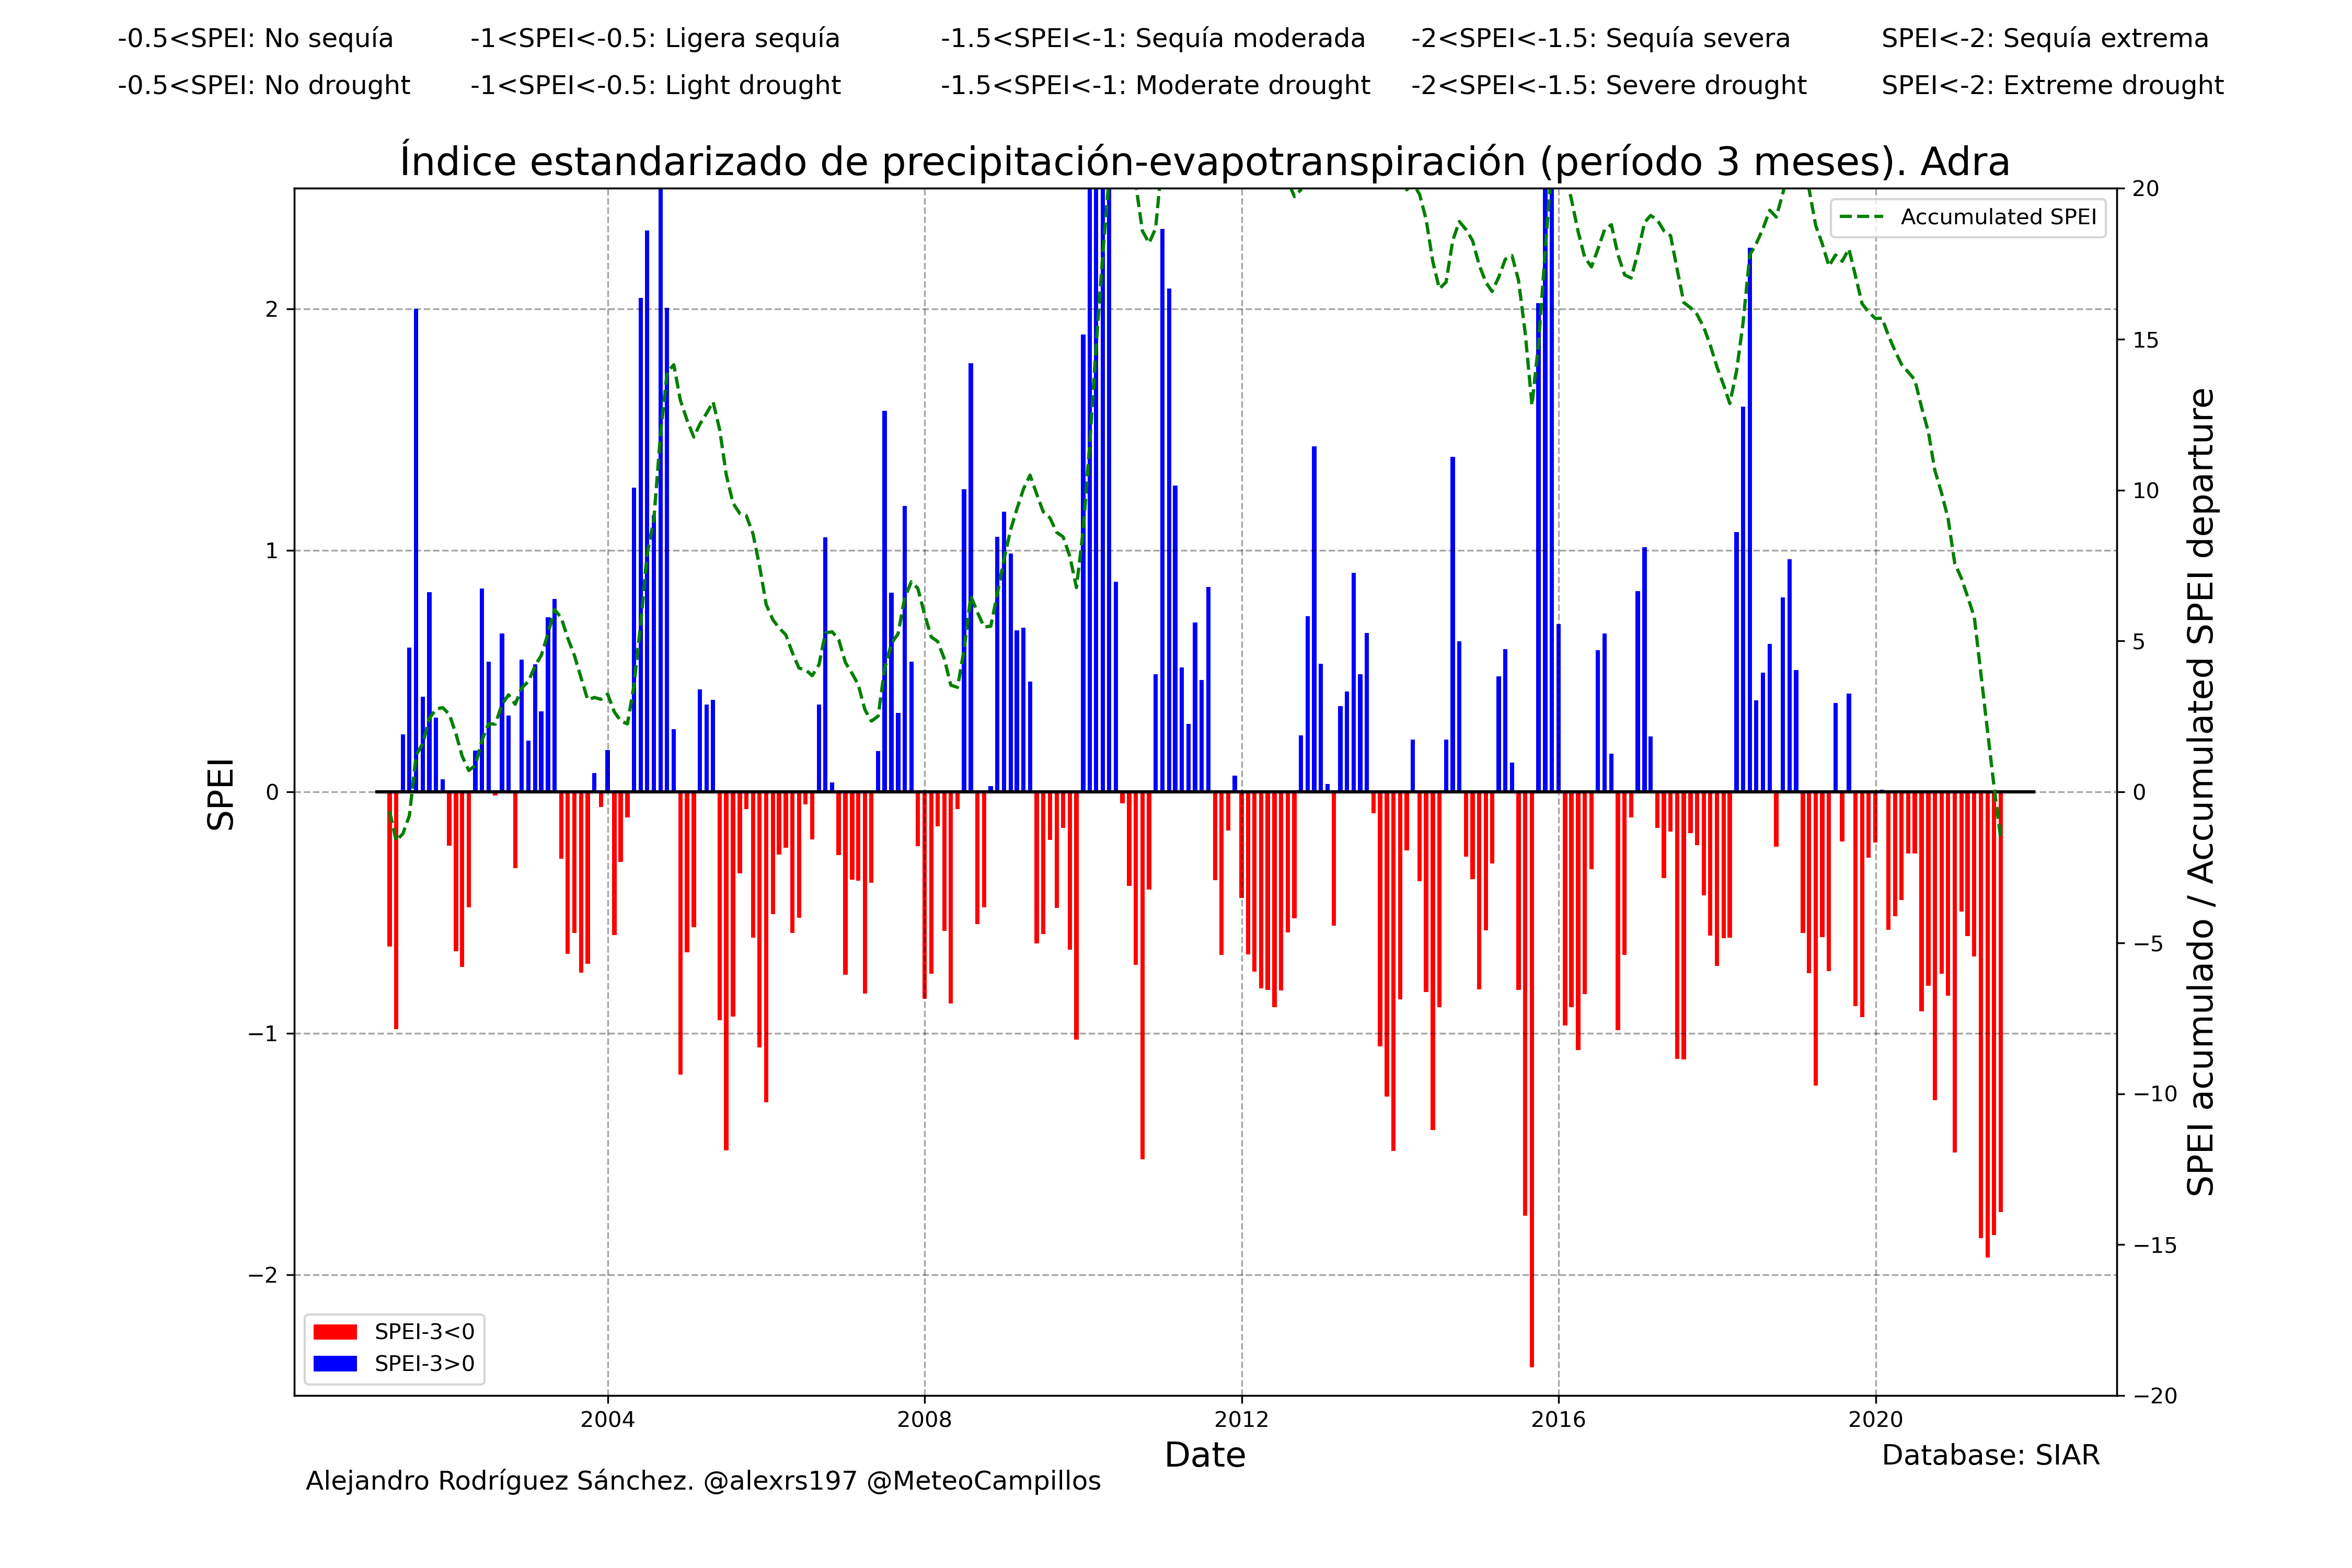 -0.5<SPEI: No sequía -1<SPEI<-0.5: Ligera sequía -1.5<SPEI<-1: Sequía moderada -2<SPEI<-1.5: Sequía severa SPEI<-2: Sequía extrema
-0.5<SPEI: No drought -1<SPEI<-0.5: Light drought -1.5<SPEI<-1: Moderate drought -2<SPEI<-1.5: Severe drought SPEI<-2: Extreme drought
Índice estandarizado de precipitación-evapotranspiración (período 3 meses). Adra
Accumulated SPEI
SPEI
2
1
0
−1
−2
20
15
10
5
0
−5
−10
−15
−20
SPEI acumulado / Accumulated SPEI departure
SPEI-3<0
SPEI-3>0
2004 2008 2012 2016 2020
Date
Database: SIAR
Alejandro Rodríguez Sánchez. @alexrs197 @MeteoCampillos